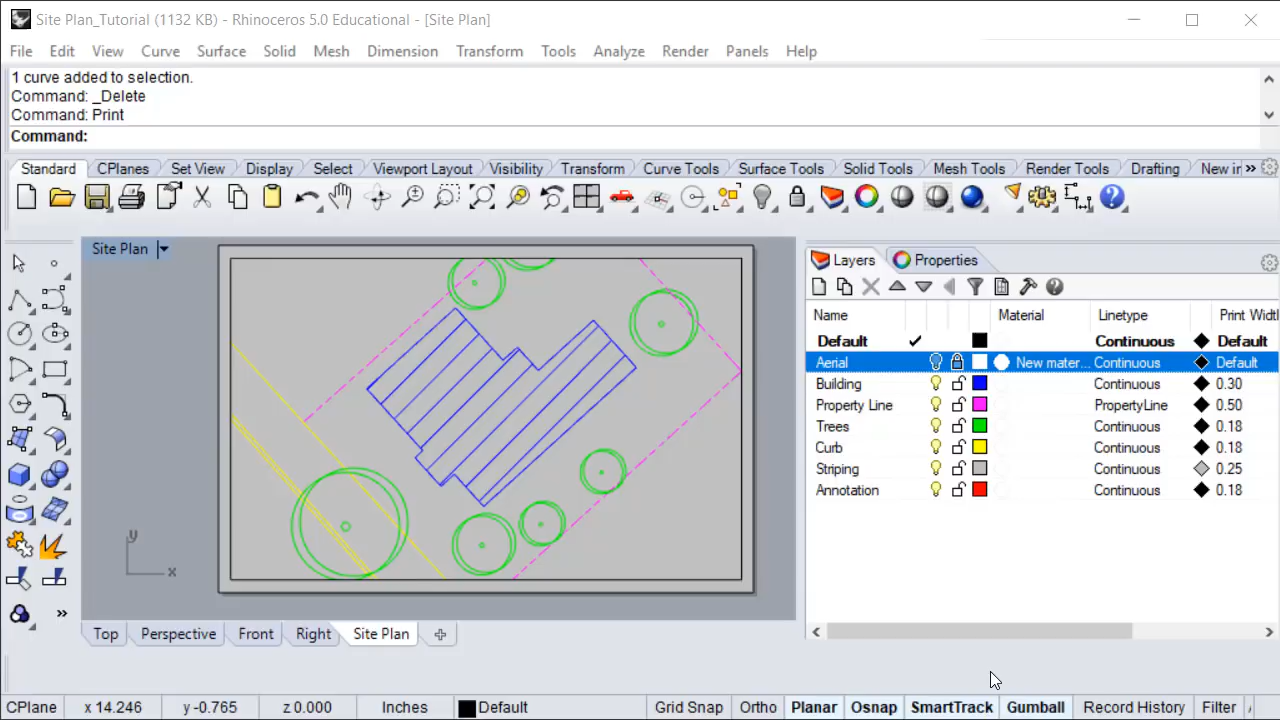 Site Plan_Tutorial (1132 KB) - Rhinoceros 5.0 Educational - [Site Plan]
File Edit View Curve Surface Solid Mesh Dimension Transform Tools Analyze Render Panels Help
1 curve added to selection.
Command: _Delete
Command: Print
Command:
Standard CPlanes Set View Display Select Viewport Layout Visibility Transform Curve Tools Surface Tools Solid Tools Mesh Tools Render Tools Drafting New in
Site Plan
Layers Properties
Name Material Linetype Print Width
Default Continuous Default
Aerial New mater... Continuous Default
Building Continuous 0.30
Property Line PropertyLine 0.50
Trees Continuous 0.18
Curb Continuous 0.18
Striping Continuous 0.25
Annotation Continuous 0.18
y
x
Top Perspective Front Right Site Plan
CPlane x 14.246 y -0.765 z 0.000 Inches Default Grid Snap Ortho Planar Osnap SmartTrack Gumball Record History Filter